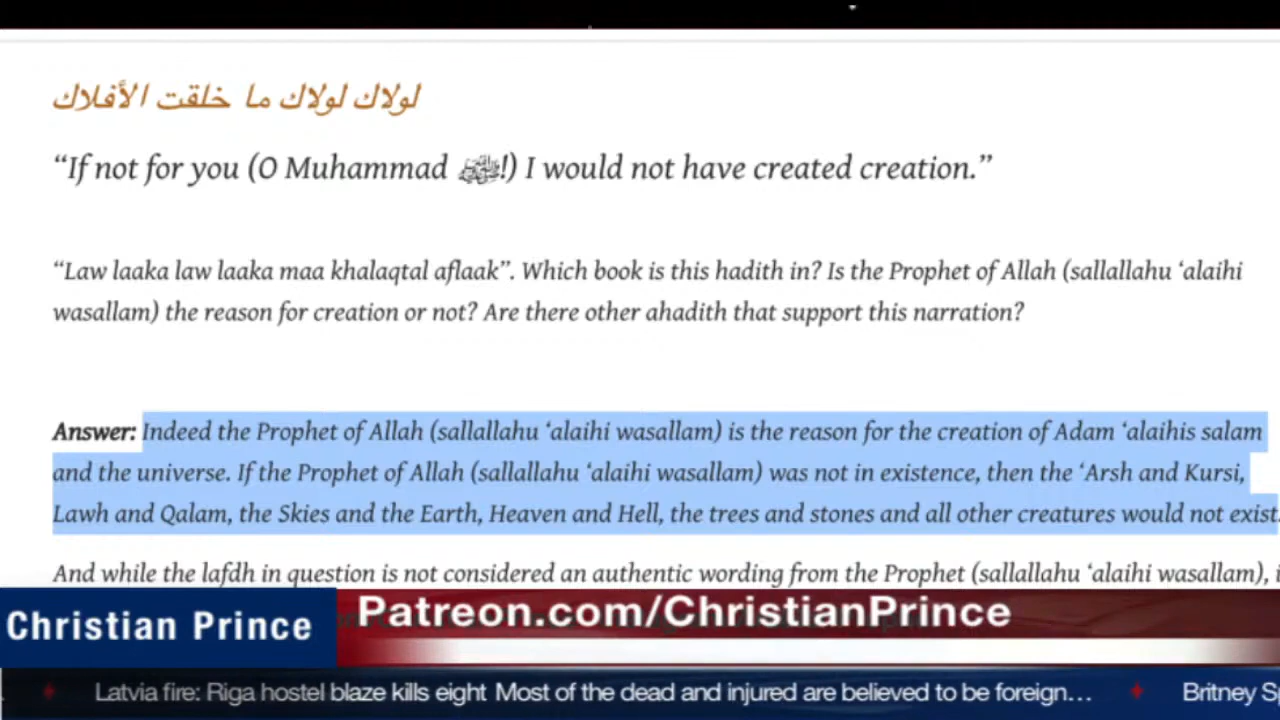 لولاك لولاك ما خلقت الأفلاك
“If not for you (O Muhammad ﷺ!) I would not have created creation.”
“Law laaka law laaka maa khalaqtal aflaak”. Which book is this hadith in? Is the Prophet of Allah (sallallahu ‘alaihi
wasallam) the reason for creation or not? Are there other ahadith that support this narration?
Answer: Indeed the Prophet of Allah (sallallahu ‘alaihi wasallam) is the reason for the creation of Adam ‘alaihis salam
and the universe. If the Prophet of Allah (sallallahu ‘alaihi wasallam) was not in existence, then the ‘Arsh and Kursi,
Lawh and Qalam, the Skies and the Earth, Heaven and Hell, the trees and stones and all other creatures would not exist.
And while the lafdh in question is not considered an authentic wording from the Prophet (sallallahu ‘alaihi wasallam),
Christian Prince
Patreon.com/ChristianPrince
Latvia fire: Riga hostel blaze kills eight Most of the dead and injured are believed to be foreign... Britney